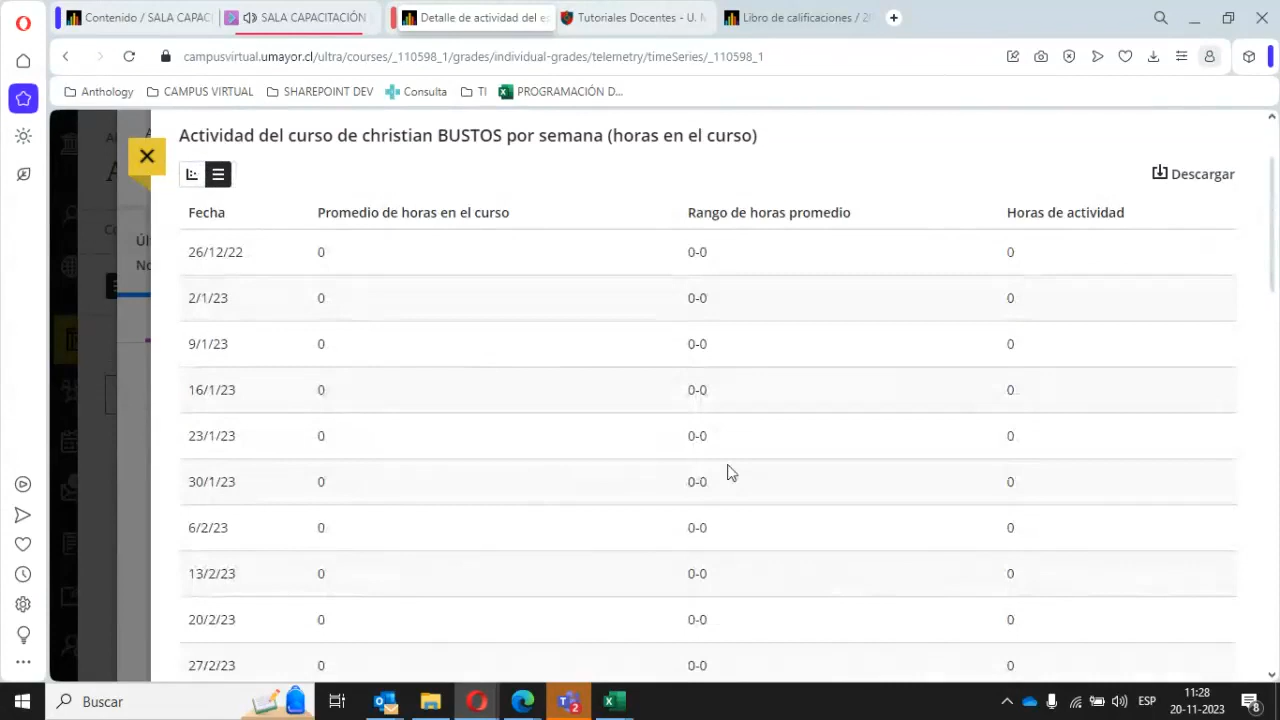 Contenido / SALA CAPAC
SALA CAPACITACIÓN
Detalle de actividad del es
Tutoriales Docentes - U. M
Libro de calificaciones / 2
campusvirtual.umayor.cl/ultra/courses/_110598_1/grades/individual-grades/telemetry/timeSeries/_110598_1
Anthology
CAMPUS VIRTUAL
SHAREPOINT DEV
Consulta
TI
PROGRAMACIÓN D...
Actividad del curso de christian BUSTOS por semana (horas en el curso)
Descargar
Fecha Promedio de horas en el curso Rango de horas promedio Horas de actividad
26/12/22 0 0-0 0
2/1/23 0 0-0 0
9/1/23 0 0-0 0
16/1/23 0 0-0 0
23/1/23 0 0-0 0
30/1/23 0 0-0 0
6/2/23 0 0-0 0
13/2/23 0 0-0 0
20/2/23 0 0-0 0
27/2/23 0 0-0 0
Buscar
ESP
11:28
20-11-2023
8